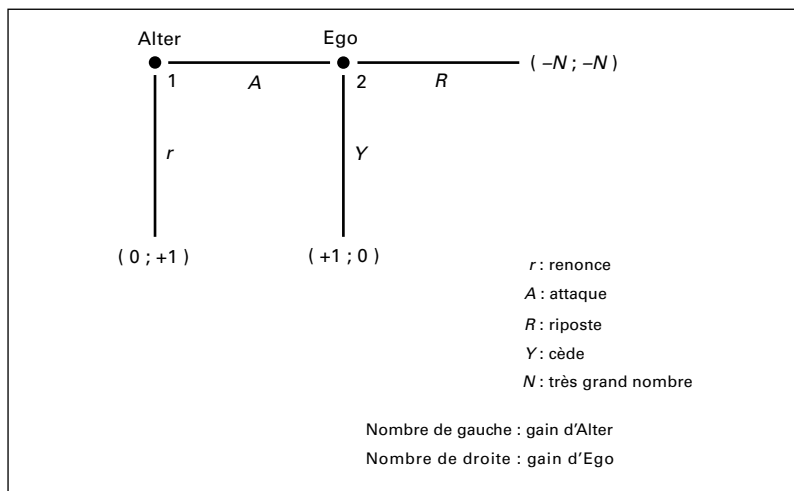 Alter Ego
1 A 2 R ( –N ; –N )
r Y
( 0 ; +1 ) ( +1 ; 0 )
r : renonce
A : attaque
R : riposte
Y : cède
N : très grand nombre
Nombre de gauche : gain d'Alter
Nombre de droite : gain d'Ego